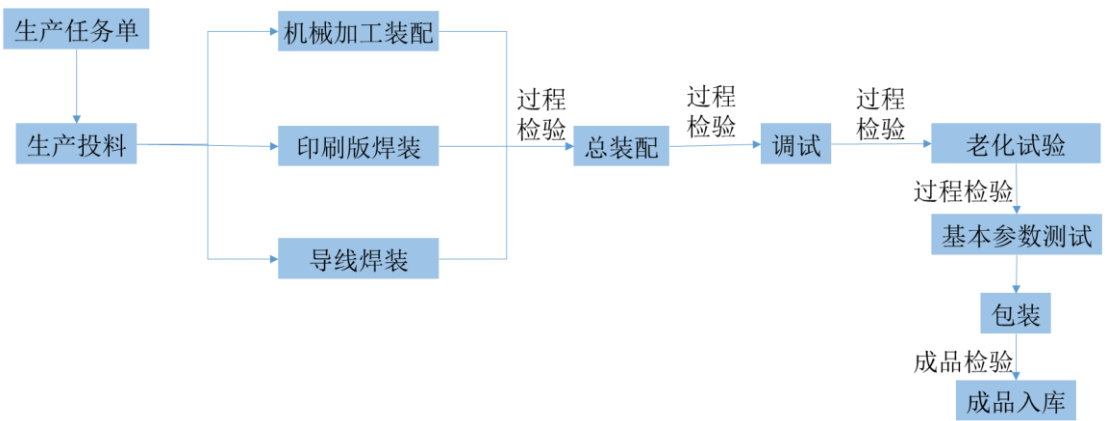 生产任务单
生产投料
机械加工装配
印刷版焊装
导线焊装
过程
检验
总装配
过程
检验
调试
过程
检验
老化试验
过程检验
基本参数测试
包装
成品检验
成品入库